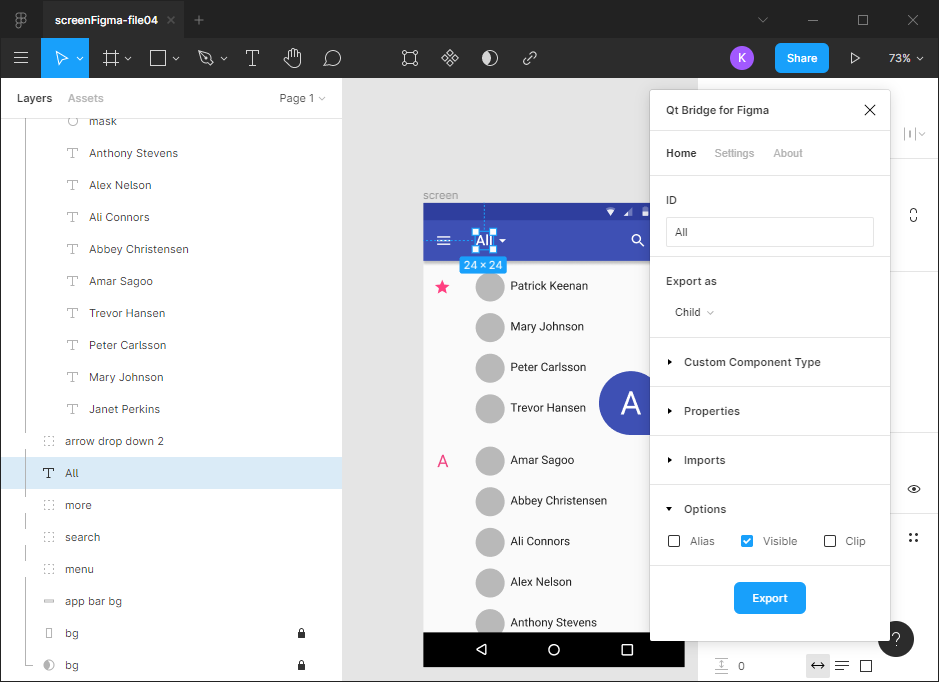 screenFigma-file04
K
Share
73%
Layers
Assets
Page 1
mask
Anthony Stevens
Alex Nelson
Ali Connors
Abbey Christensen
Amar Sagoo
Trevor Hansen
Peter Carlsson
Mary Johnson
Janet Perkins
arrow drop down 2
All
more
search
menu
app bar bg
bg
bg
screen
All
24 × 24
Patrick Keenan
Mary Johnson
Peter Carlsson
Trevor Hansen
A
A
Amar Sagoo
Abbey Christensen
Ali Connors
Alex Nelson
Anthony Stevens
Qt Bridge for Figma
Home
Settings
About
ID
All
Export as
Child
Custom Component Type
Properties
Imports
Options
Alias
Visible
Clip
Export
?
0